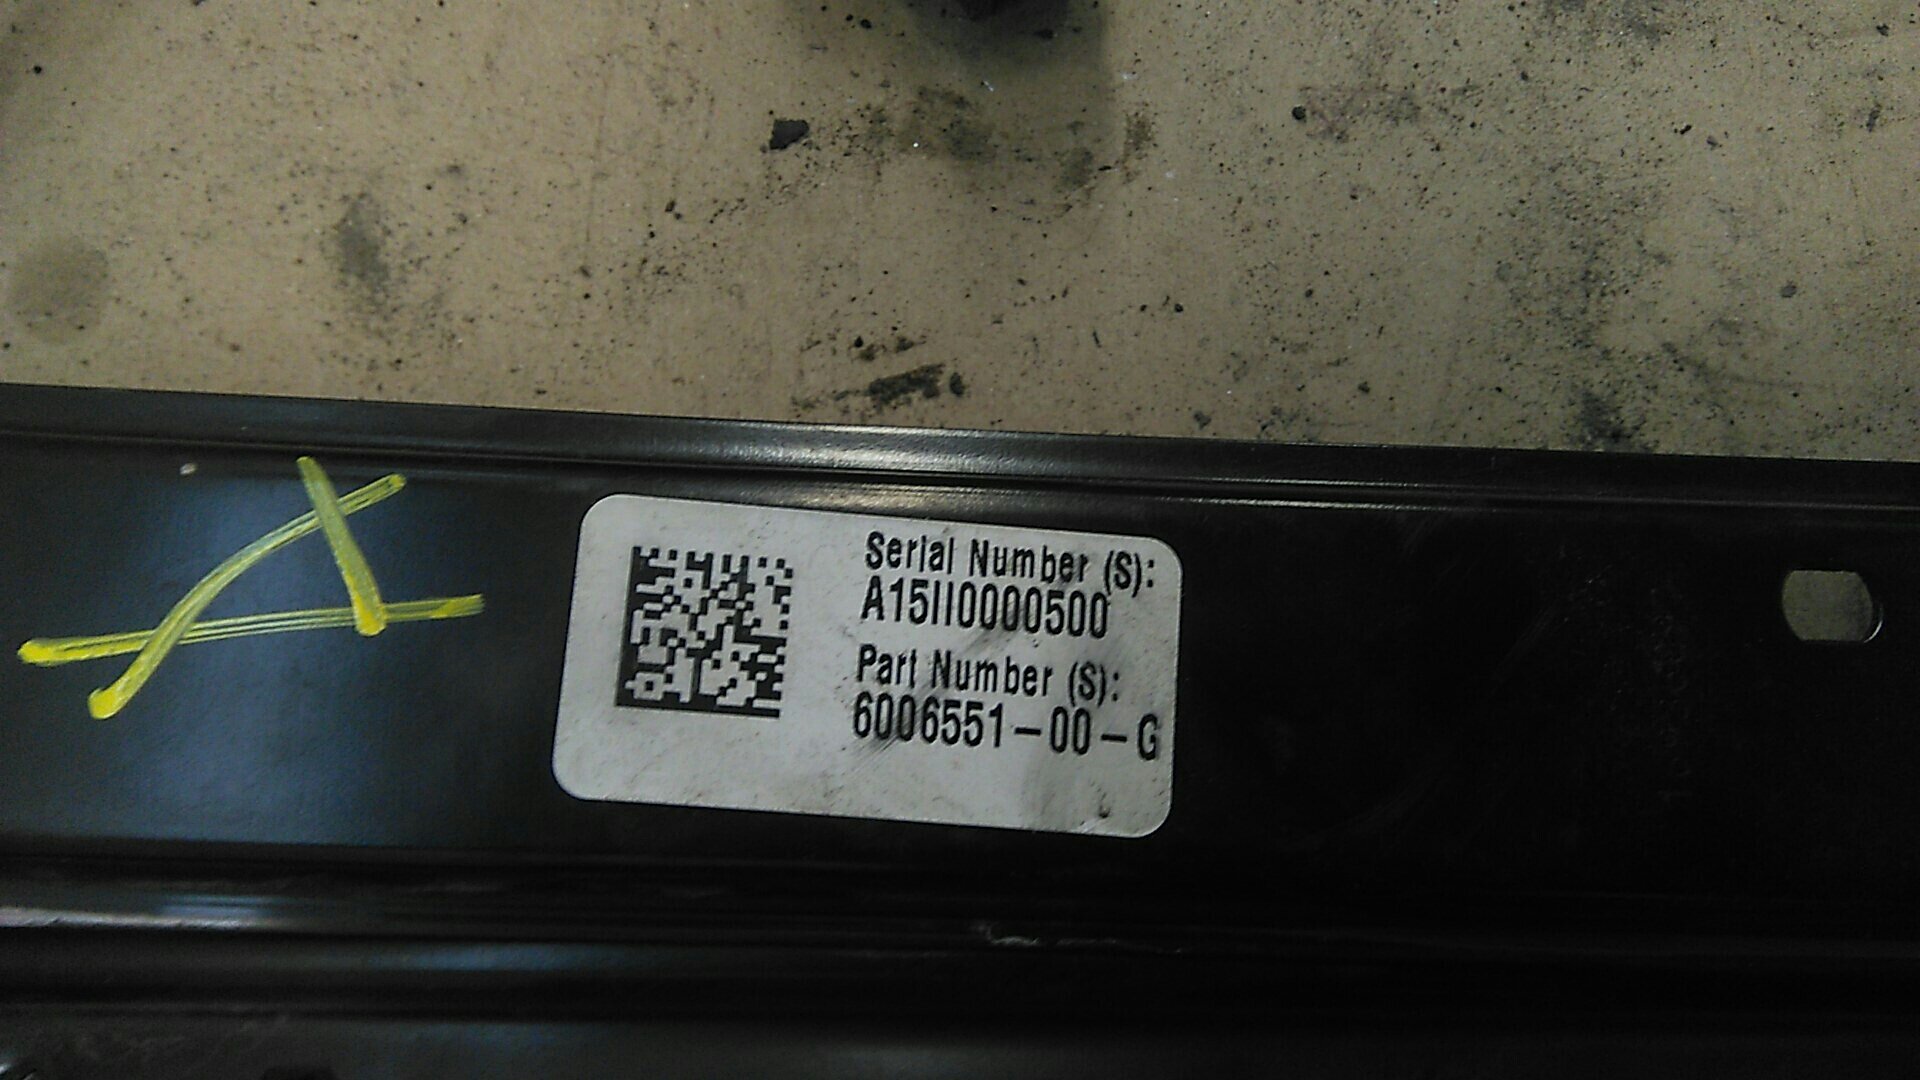 Serial Number (S):
A15II0000500
Part Number (S):
6006551-00-G